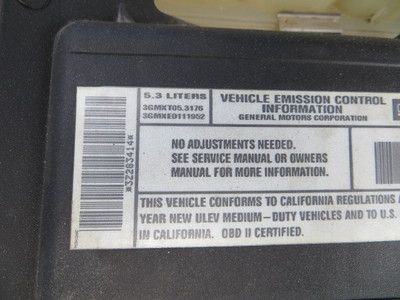 5.3 LITERS
3GMXT05.3176
3GMXE0111952
VEHICLE EMISSION CONTROL
INFORMATION
GENERAL MOTORS CORPORATION
*3Z283414*
NO ADJUSTMENTS NEEDED.
SEE SERVICE MANUAL OR OWNERS
MANUAL FOR MORE INFORMATION.
THIS VEHICLE CONFORMS TO CALIFORNIA REGULATIONS
YEAR NEW ULEV MEDIUM-DUTY VEHICLES AND TO U.S.
IN CALIFORNIA. OBD II CERTIFIED.